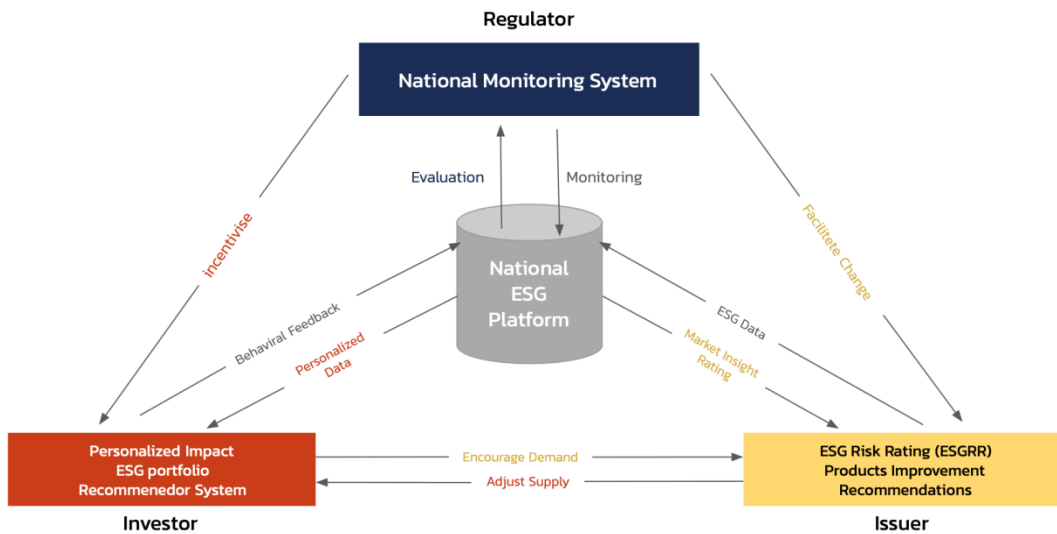 Regulator
National Monitoring System
Evaluation
Monitoring
incentivise
Facilitete Change
National
ESG
Platform
Behaviral Feedback
Personalized
Data
ESG Data
Market Insight
Rating
Personalized Impact
ESG portfolio
Recommenedor System
Encourage Demand
Adjust Supply
ESG Risk Rating (ESGRR)
Products Improvement
Recommendations
Investor
Issuer